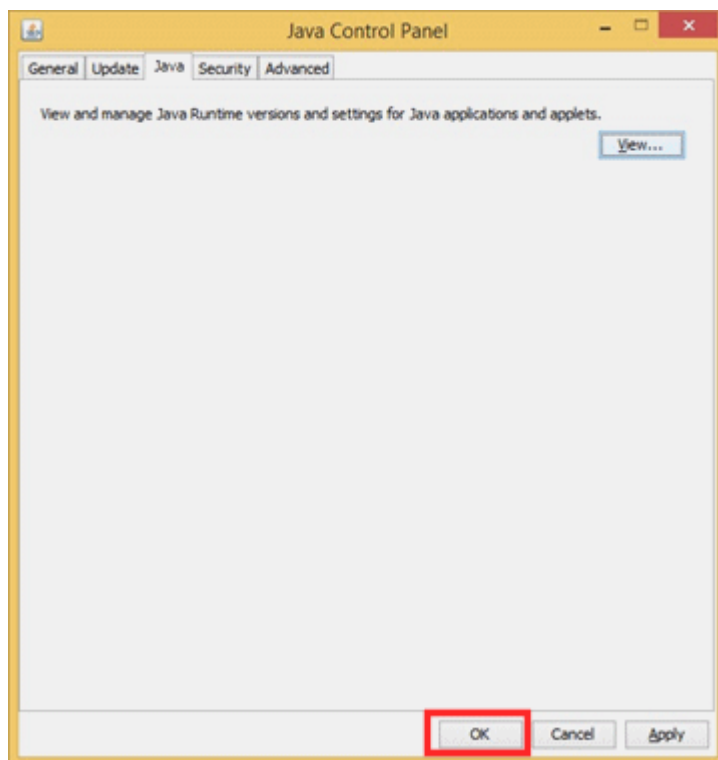 Java Control Panel
General Update Java Security Advanced
View and manage Java Runtime versions and settings for Java applications and applets.
View...
OK Cancel Apply